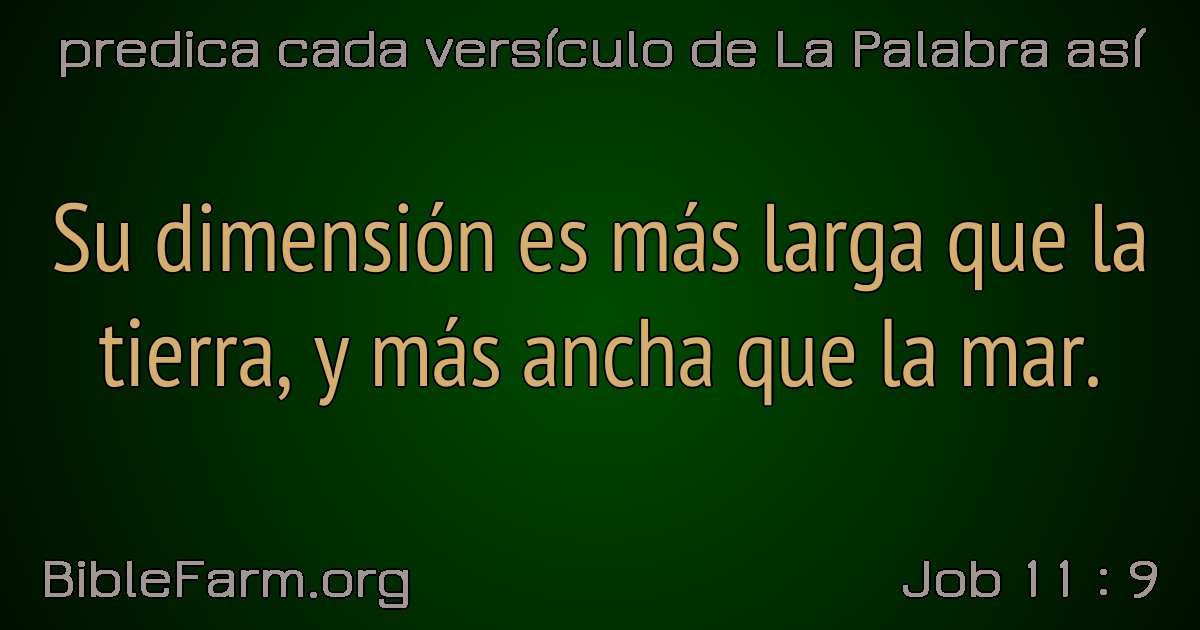 predica cada versículo de La Palabra así
Su dimensión es más larga que la
tierra, y más ancha que la mar.
BibleFarm.org
Job 11 : 9